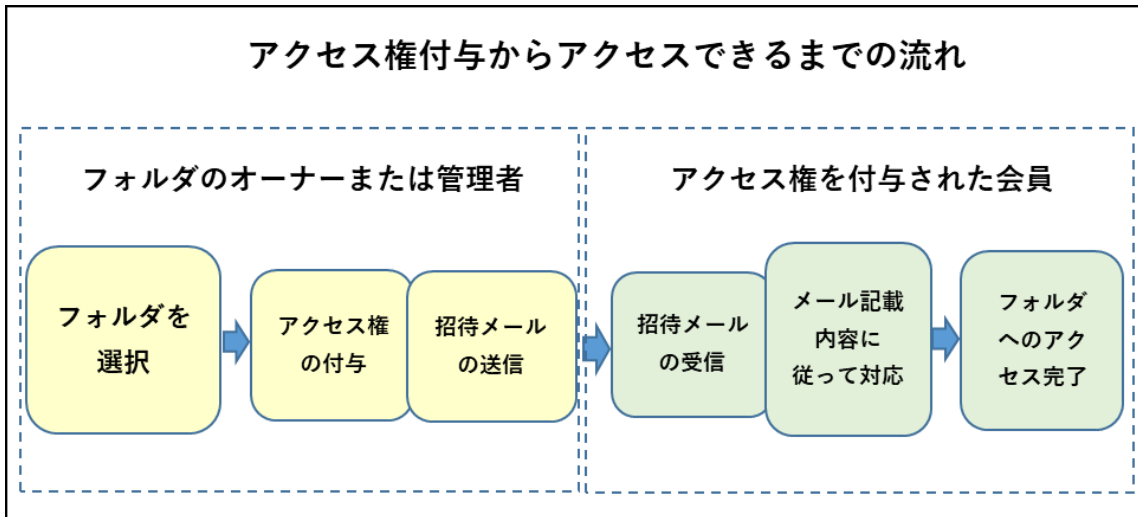 アクセス権付与からアクセスできるまでの流れ
フォルダのオーナーまたは管理者
フォルダを
選択
アクセス権
の付与
招待メール
の送信
アクセス権を付与された会員
招待メール
の受信
メール記載
内容に
従って対応
フォルダ
へのアク
セス完了